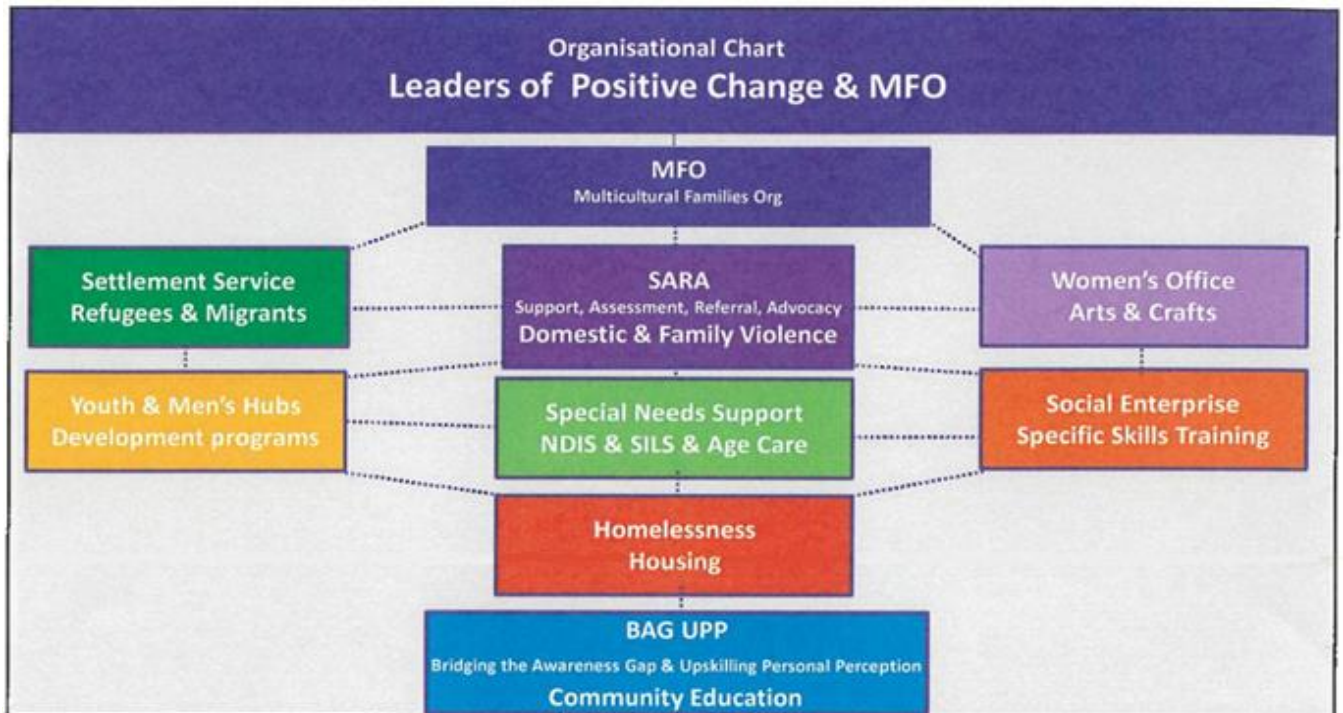 Organisational Chart
Leaders of Positive Change & MFO
MFO
Multicultural Families Org
Settlement Service
Refugees & Migrants
SARA
Support, Assessment, Referral, Advocacy
Domestic & Family Violence
Women's Office
Arts & Crafts
Youth & Men's Hubs
Development programs
Special Needs Support
NDIS & SILS & Age Care
Social Enterprise
Specific Skills Training
Homelessness
Housing
BAG UPP
Bridging the Awareness Gap & Upskilling Personal Perception
Community Education